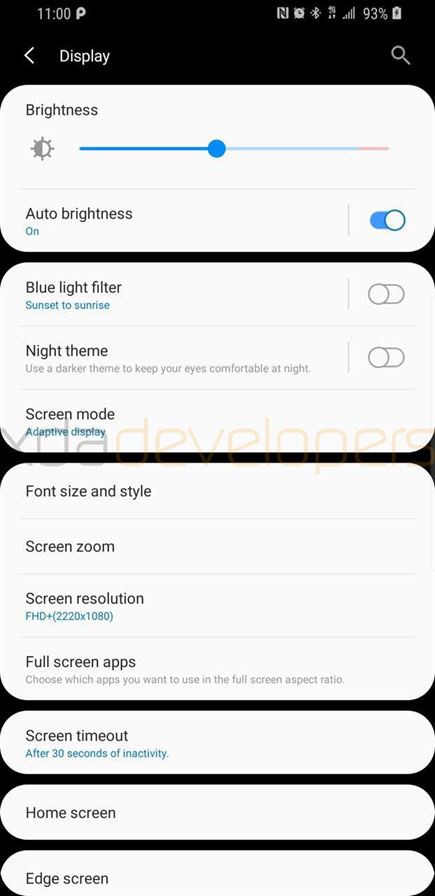 11:00 93%
Display
Brightness
Auto brightness
On
Blue light filter
Sunset to sunrise
Night theme
Use a darker theme to keep your eyes comfortable at night.
Screen mode
Adaptive display
xdadevelopers
Font size and style
Screen zoom
Screen resolution
FHD+(2220x1080)
Full screen apps
Choose which apps you want to use in the full screen aspect ratio.
Screen timeout
After 30 seconds of inactivity.
Home screen
Edge screen